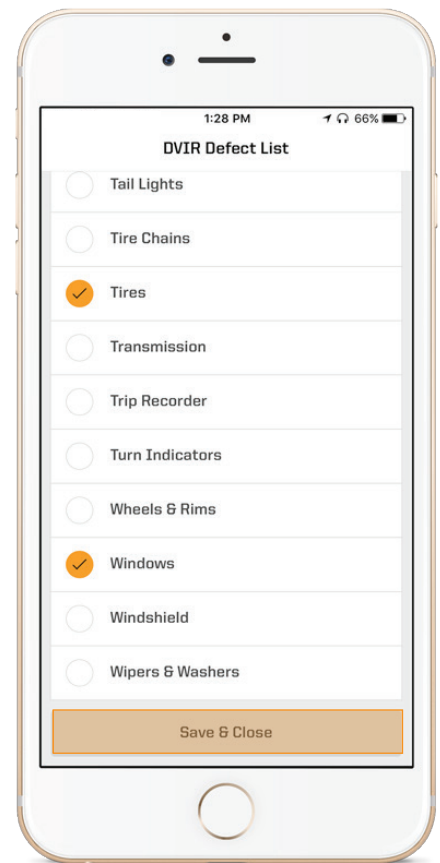 1:28 PM 66%
DVIR Defect List
Tail Lights
Tire Chains
Tires
Transmission
Trip Recorder
Turn Indicators
Wheels & Rims
Windows
Windshield
Wipers & Washers
Save & Close